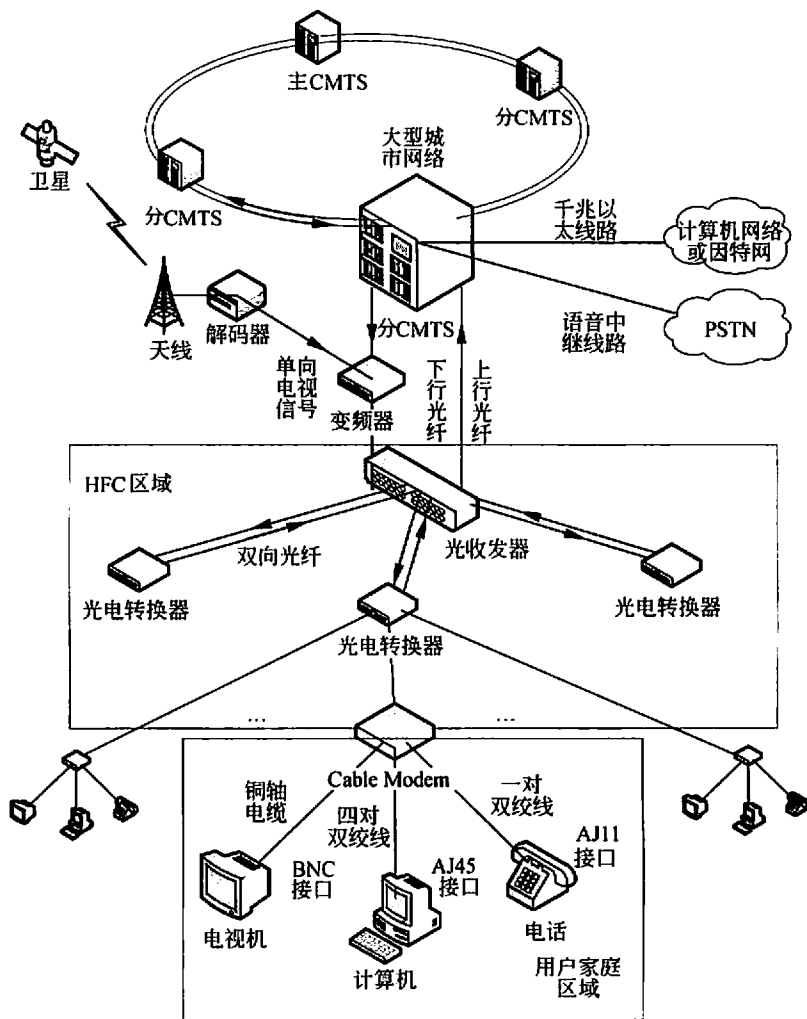 主CMTS
分CMTS
大型城
市网络
卫星
分CMTS
千兆以
太线路
计算机网络
或因特网
天线
解码器
分CMTS
语音中
继线路
PSTN
单向
电视
信号
变频器
下行光纤
上行光纤
HFC区域
双向光纤
光收发器
光电转换器
光电转换器
光电转换器
...
...
Cable Modem
铜轴
电缆
四对
双绞线
一对
双绞线
BNC
接口
AJ45
接口
AJ11
接口
电视机
计算机
电话
用户家庭
区域